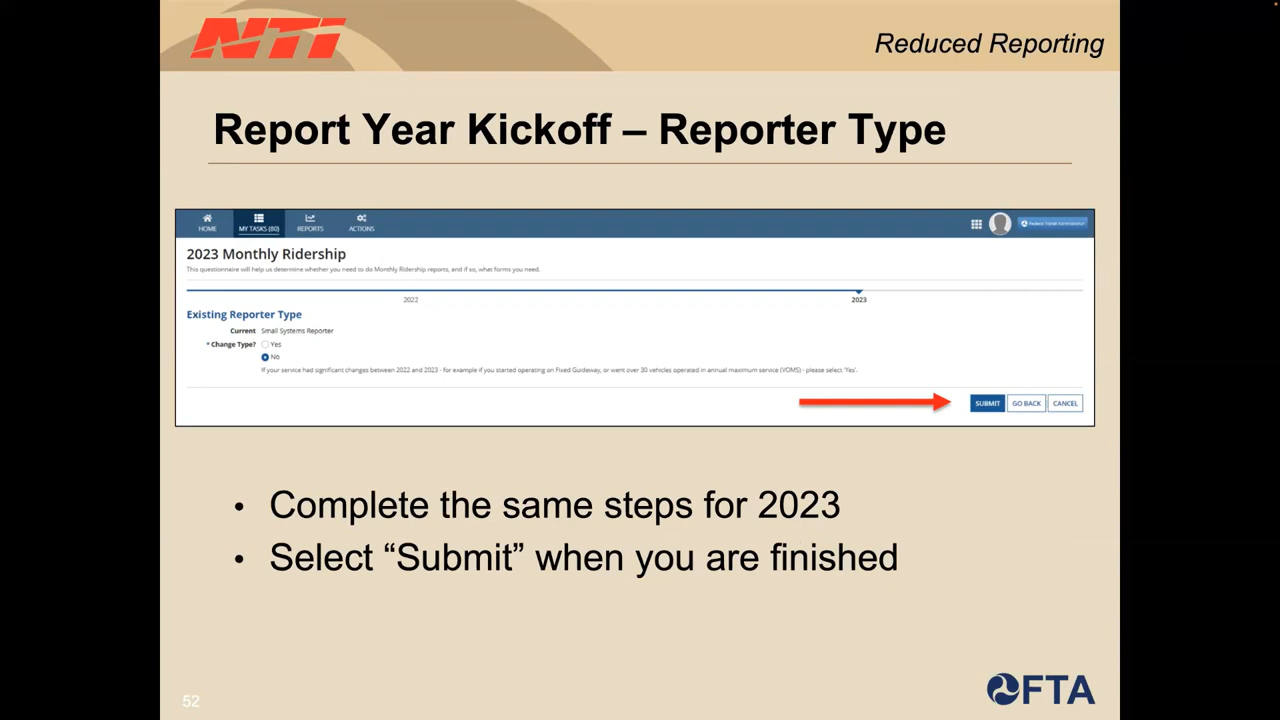 NTI
Reduced Reporting
Report Year Kickoff – Reporter Type
HOME
MY TASKS (80)
REPORTS
ACTIONS
Federal Transit Administration
2023 Monthly Ridership
This questionnaire will help us determine whether you need to do Monthly Ridership reports, and if so, what forms you need.
2022
2023
Existing Reporter Type
Current Small Systems Reporter
* Change Type? Yes
No
If your service had significant changes between 2022 and 2023 - for example if you started operating on Fixed Guideway, or went over 30 vehicles operated in annual maximum service (VOMS) - please select 'Yes'.
SUBMIT GO BACK CANCEL
• Complete the same steps for 2023
• Select “Submit” when you are finished
52
FTA